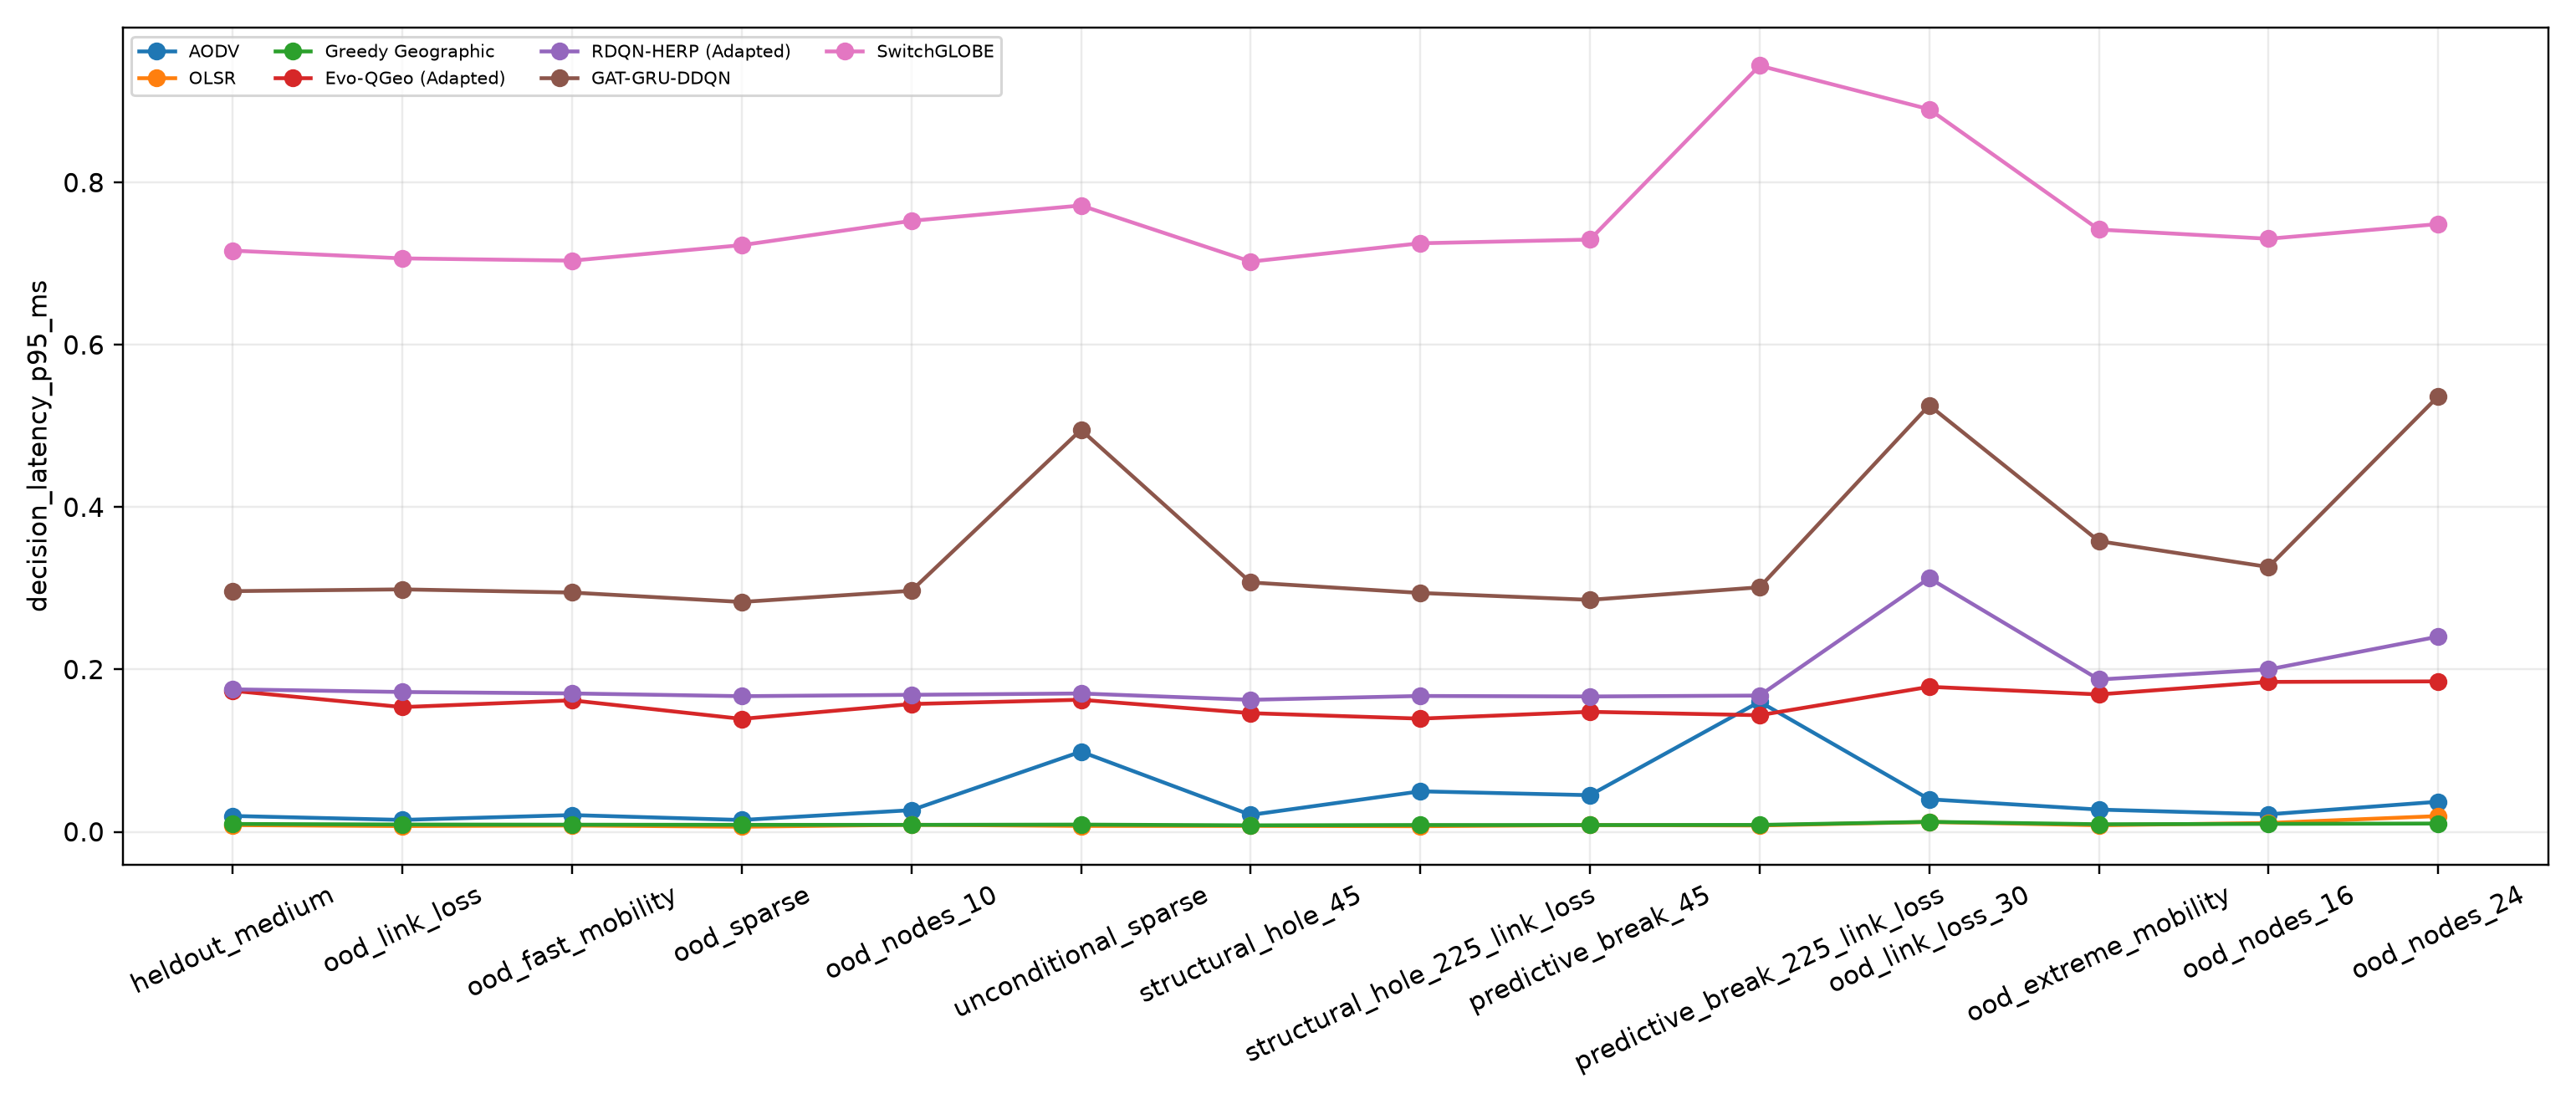 AODV
OLSR
Greedy Geographic
Evo-QGeo (Adapted)
RDQN-HERP (Adapted)
GAT-GRU-DDQN
SwitchGLOBE
decision_latency_p95_ms
0.8
0.6
0.4
0.2
0.0
heldout_medium
ood_link_loss
ood_fast_mobility
ood_sparse
ood_nodes_10
unconditional_sparse
structural_hole_45
structural_hole_225_link_loss
predictive_break_45
predictive_break_225_link_loss
ood_link_loss_30
ood_extreme_mobility
ood_nodes_16
ood_nodes_24